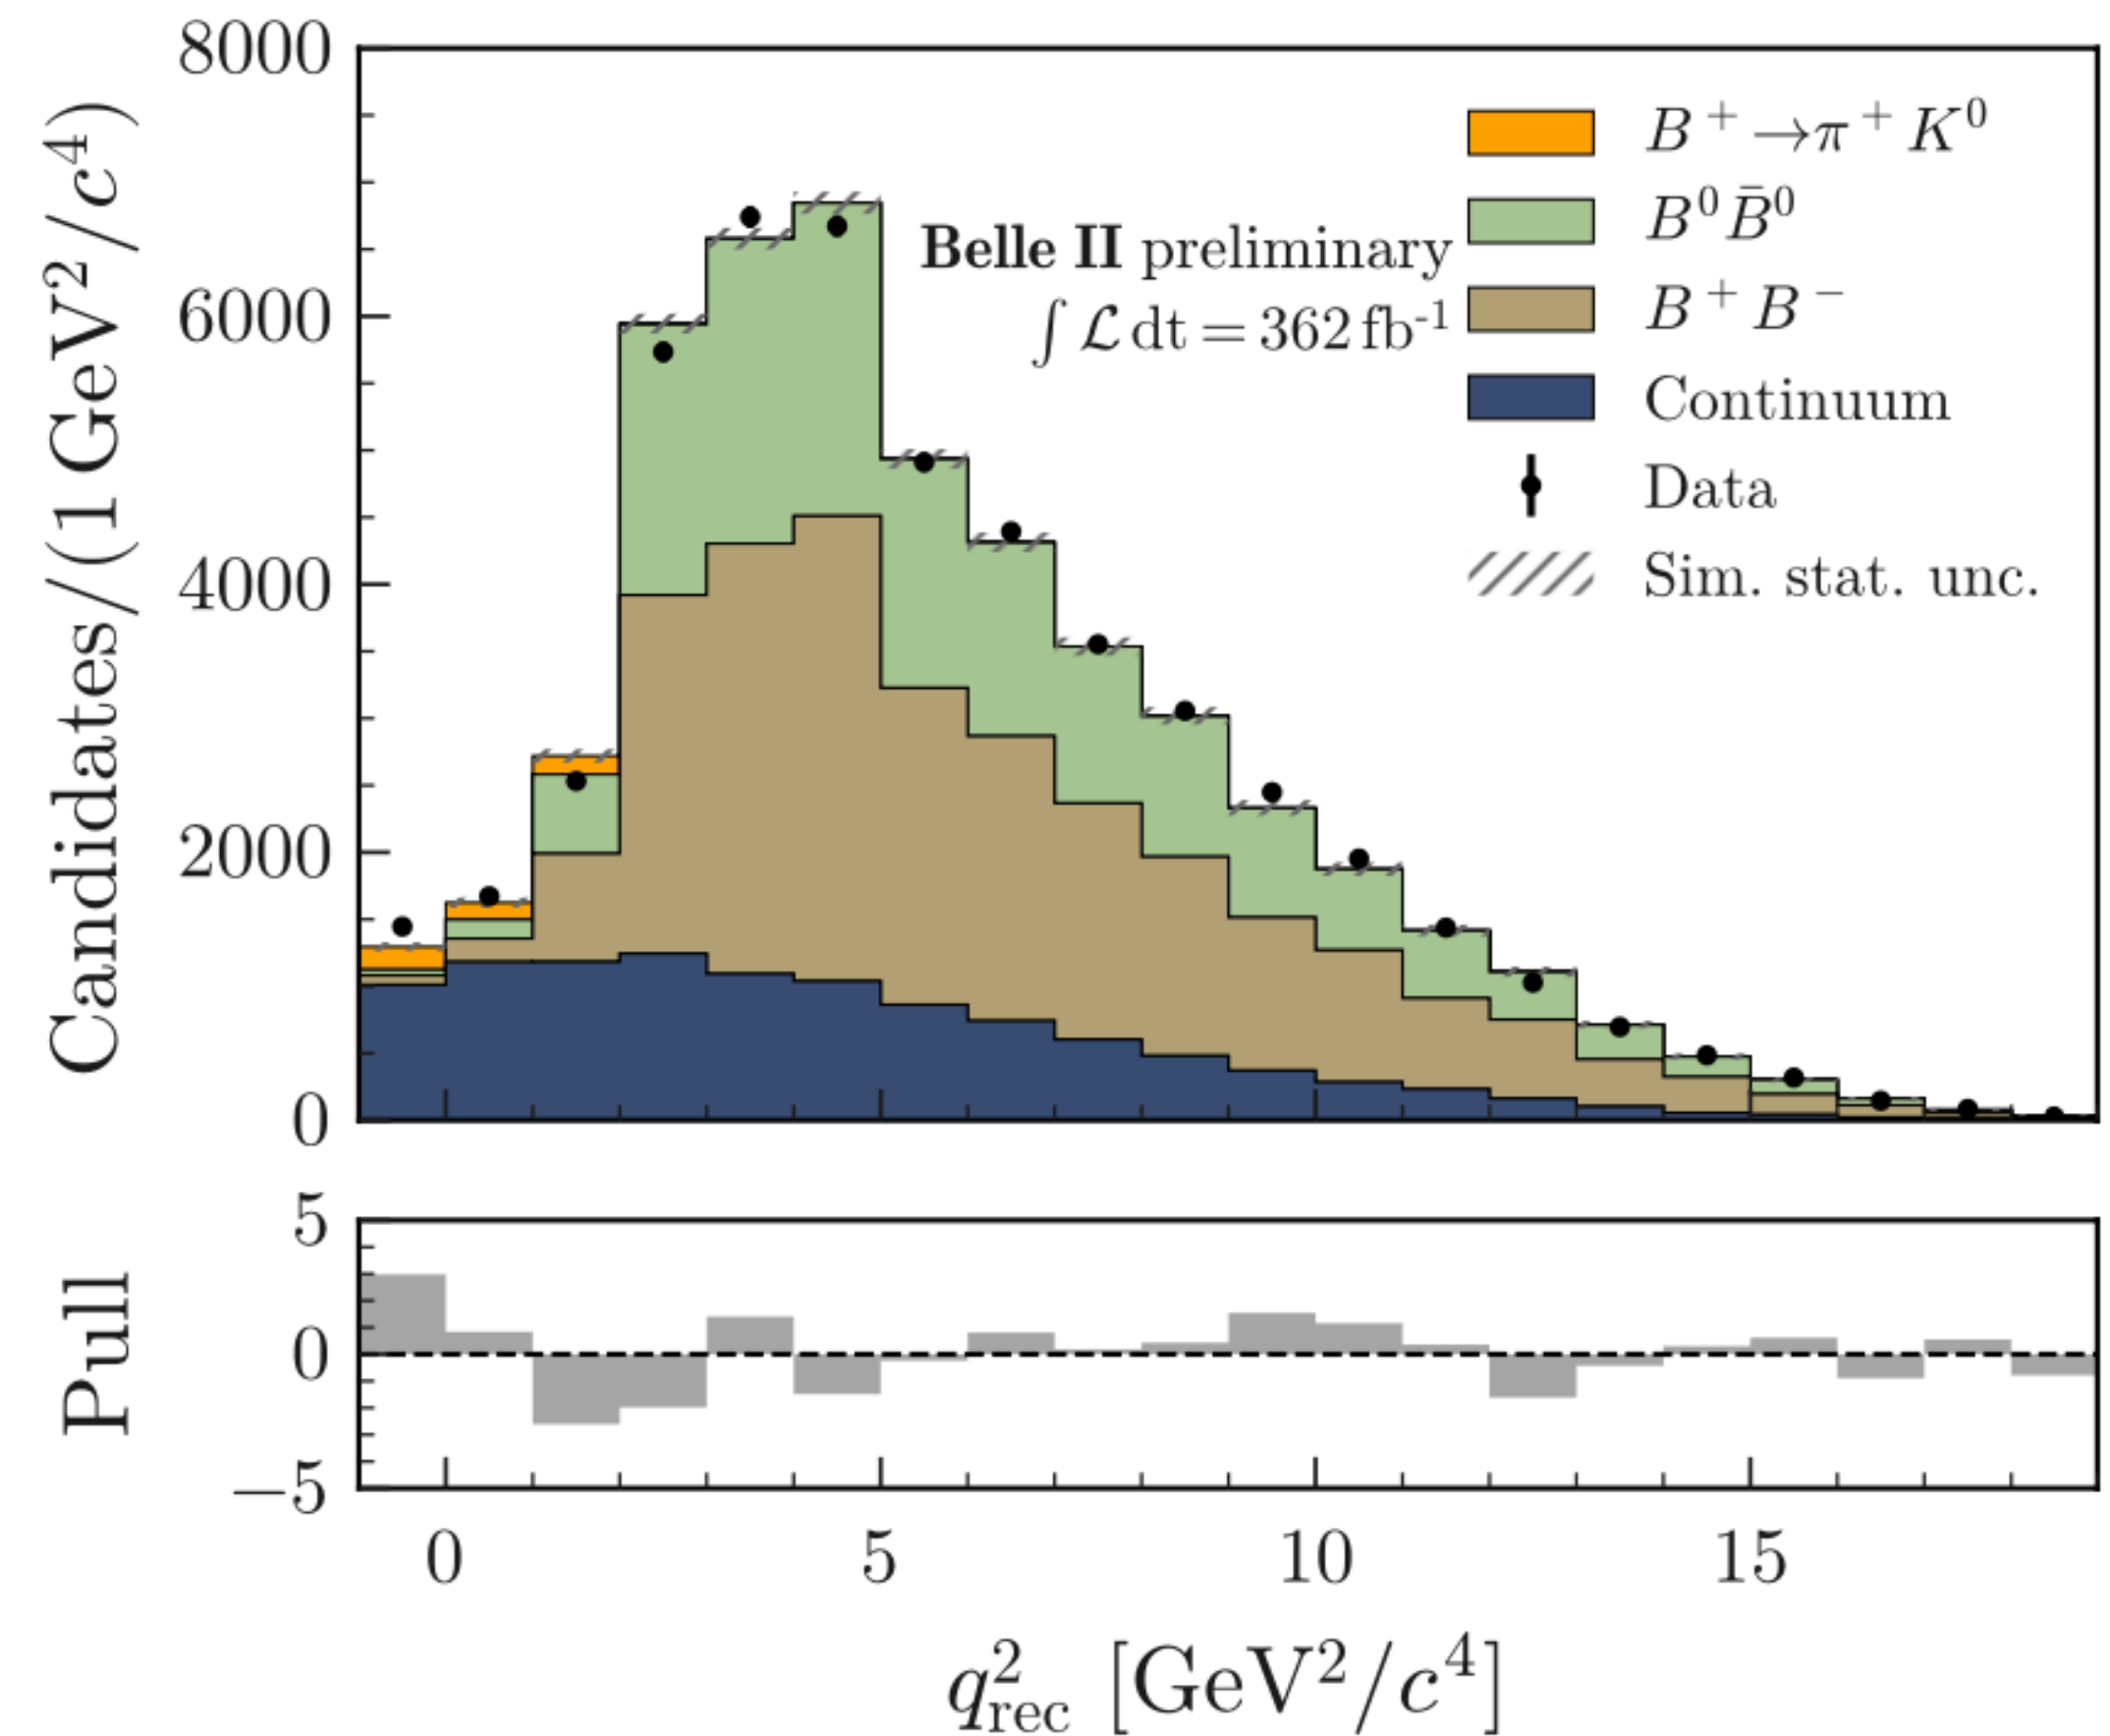 Candidates/(1 GeV²/c⁴)
8000
6000
4000
2000
0
Belle II preliminary
∫ ℒ dt = 362 fb⁻¹
B⁺→π⁺K⁰
B⁰B̄⁰
B⁺B⁻
Continuum
Data
Sim. stat. unc.
Pull
5
0
−5
0 5 10 15
q²rec [GeV²/c⁴]